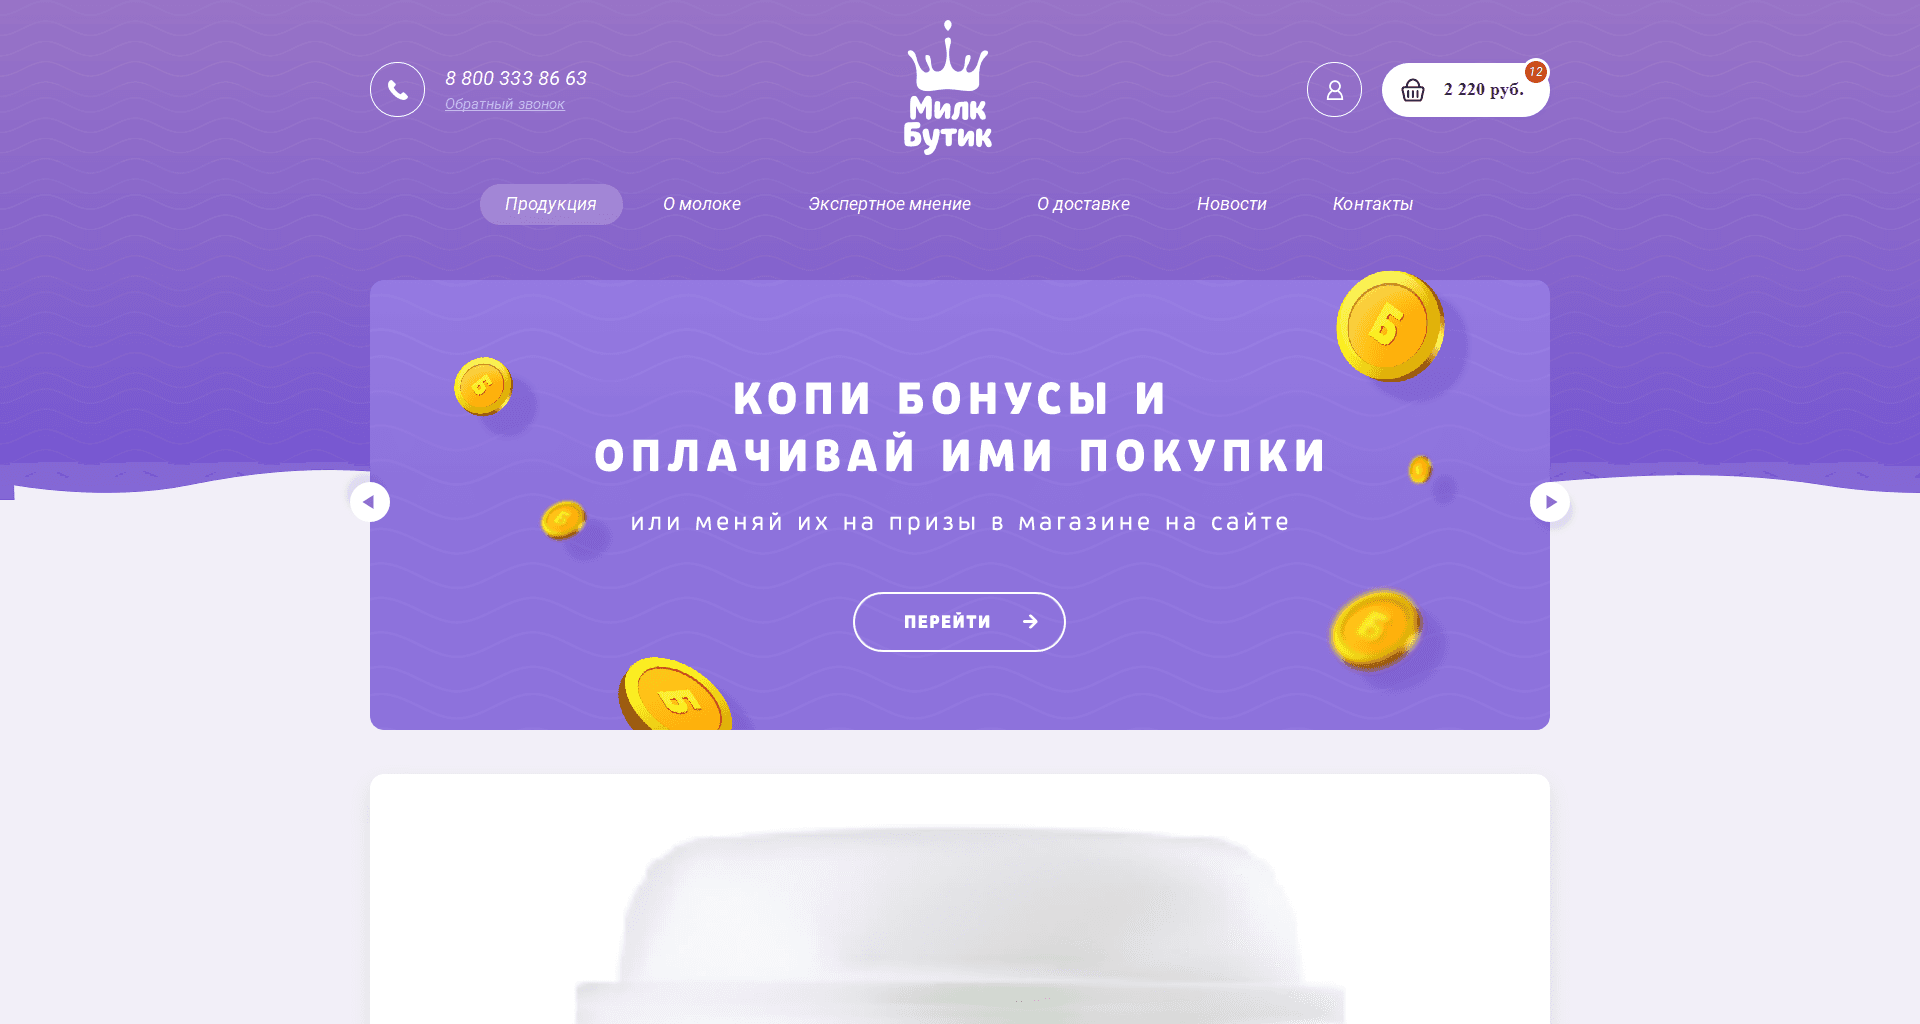 8 800 333 86 63
Обратный звонок
Милк
Бутик
12
2 220 руб.
Продукция
О молоке
Экспертное мнение
О доставке
Новости
Контакты
КОПИ БОНУСЫ И
ОПЛАЧИВАЙ ИМИ ПОКУПКИ
или меняй их на призы в магазине на сайте
ПЕРЕЙТИ
Б
Б
Б
Б
Б